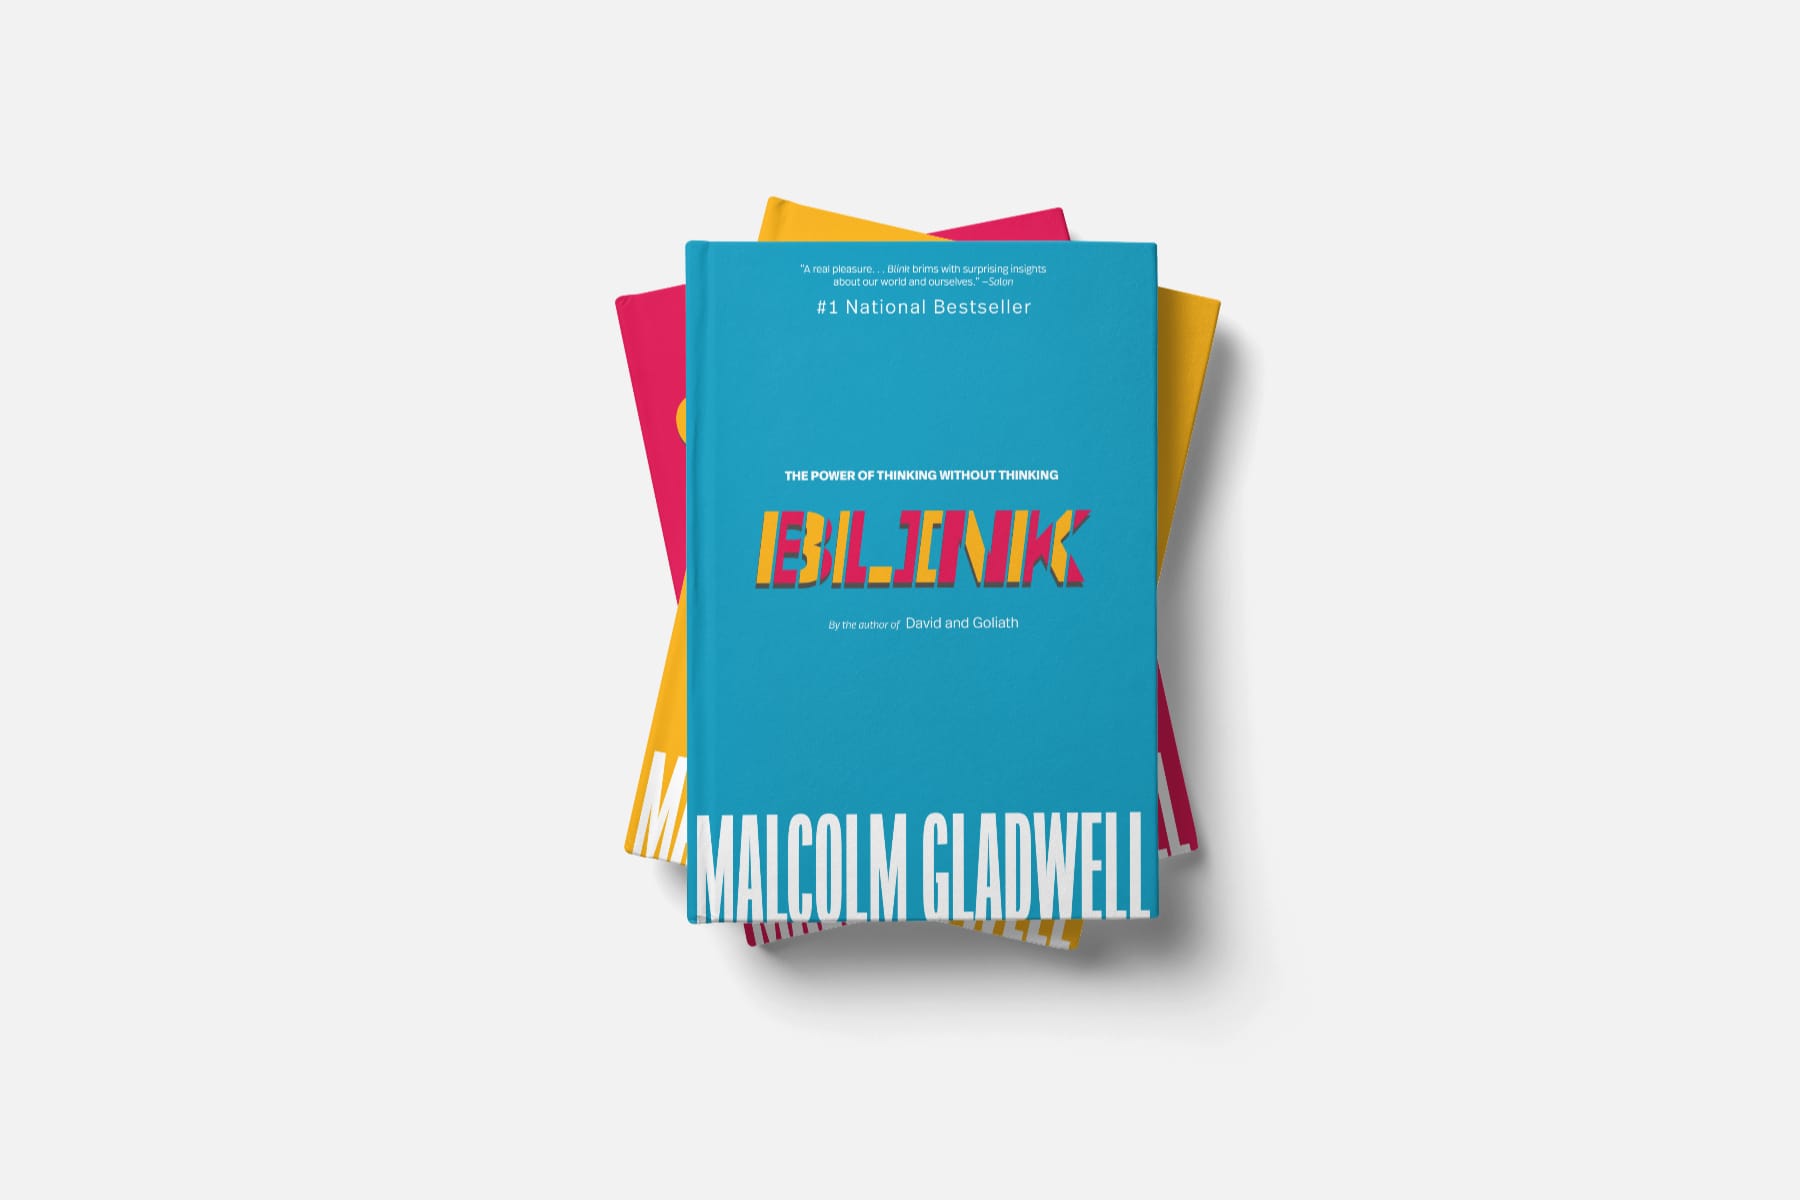 "A real pleasure. . . Blink brims with surprising insights
about our world and ourselves." —Salon
#1 National Bestseller
THE POWER OF THINKING WITHOUT THINKING
BLINK
By the author of David and Goliath
MALCOLM GLADWELL